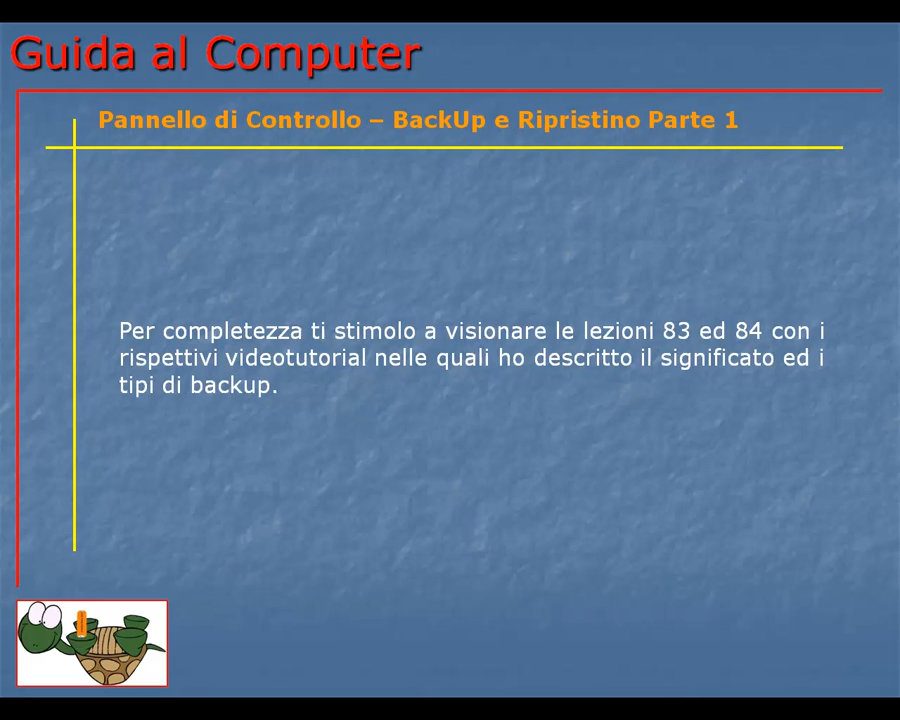 Guida al Computer
Pannello di Controllo – BackUp e Ripristino Parte 1
Per completezza ti stimolo a visionare le lezioni 83 ed 84 con i
rispettivi videotutorial nelle quali ho descritto il significato ed i
tipi di backup.